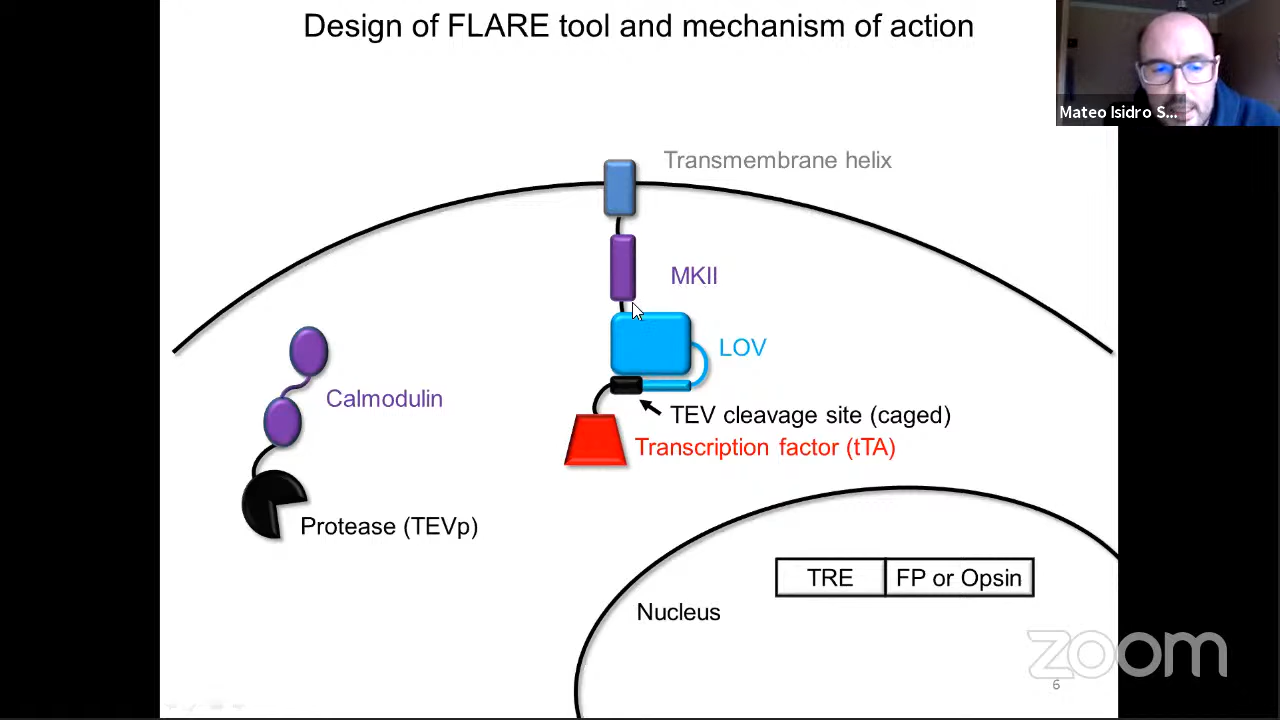 Design of FLARE tool and mechanism of action
Mateo Isidro S...
Transmembrane helix
MKII
LOV
Calmodulin
TEV cleavage site (caged)
Transcription factor (tTA)
Protease (TEVp)
TRE
FP or Opsin
Nucleus
zoom
6